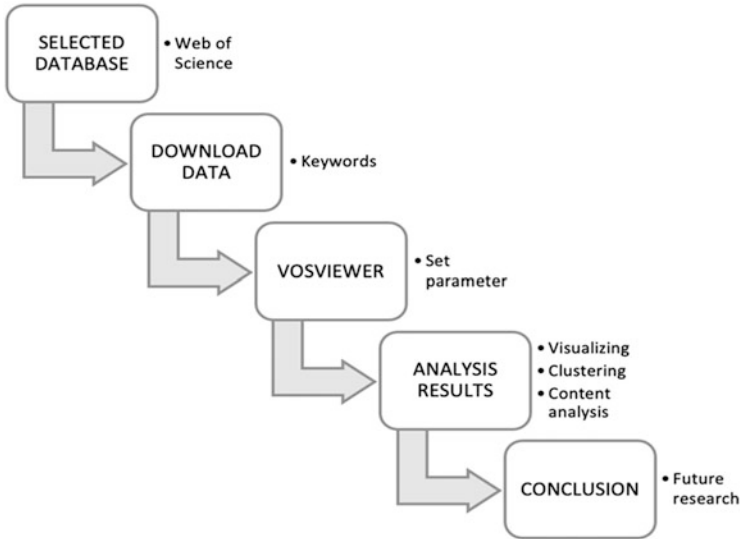 SELECTED
DATABASE
• Web of
Science
DOWNLOAD
DATA
• Keywords
VOSVIEWER
• Set
parameter
ANALYSIS
RESULTS
• Visualizing
• Clustering
• Content
analysis
CONCLUSION
• Future
research